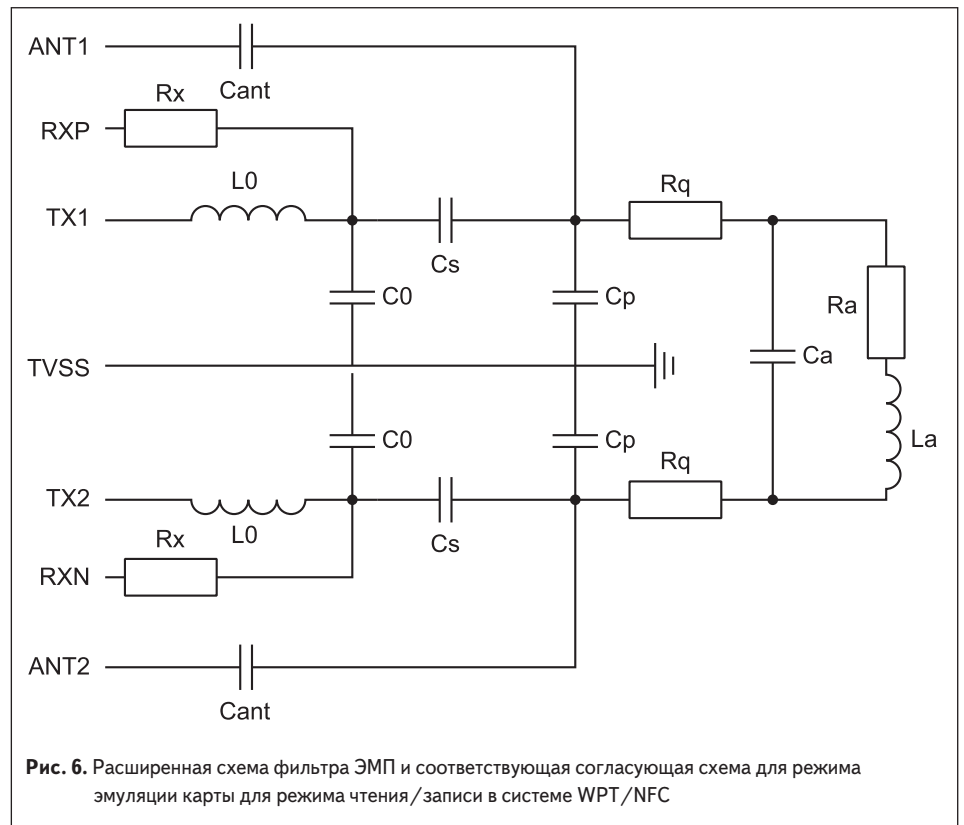 ANT1
Cant
Rx
RXP
L0
Rq
TX1
Cs
C0
Cp
Ra
Ca
TVSS
La
C0
Cp
Rq
TX2
L0
Cs
Rx
RXN
ANT2
Cant
Рис. 6. Расширенная схема фильтра ЭМП и соответствующая согласующая схема для режима
эмуляции карты для режима чтения/записи в системе WPT/NFC